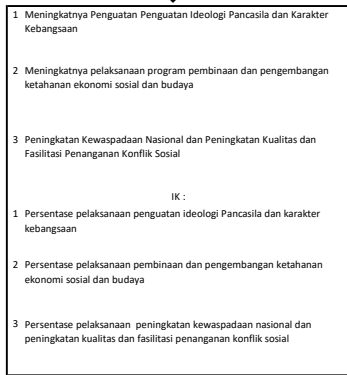 1 Meningkatnya Penguatan Penguatan Ideologi Pancasila dan Karakter
Kebangsaan
2 Meningkatnya pelaksanaan program pembinaan dan pengembangan
ketahanan ekonomi sosial dan budaya
3 Peningkatan Kewaspadaan Nasional dan Peningkatan Kualitas dan
Fasilitasi Penanganan Konflik Sosial
IK :
1 Persentase pelaksanaan penguatan ideologi Pancasila dan karakter
kebangsaan
2 Persentase pelaksanaan pembinaan dan pengembangan ketahanan
ekonomi sosial dan budaya
3 Persentase pelaksanaan peningkatan kewaspadaan nasional dan
peningkatan kualitas dan fasilitasi penanganan konflik sosial